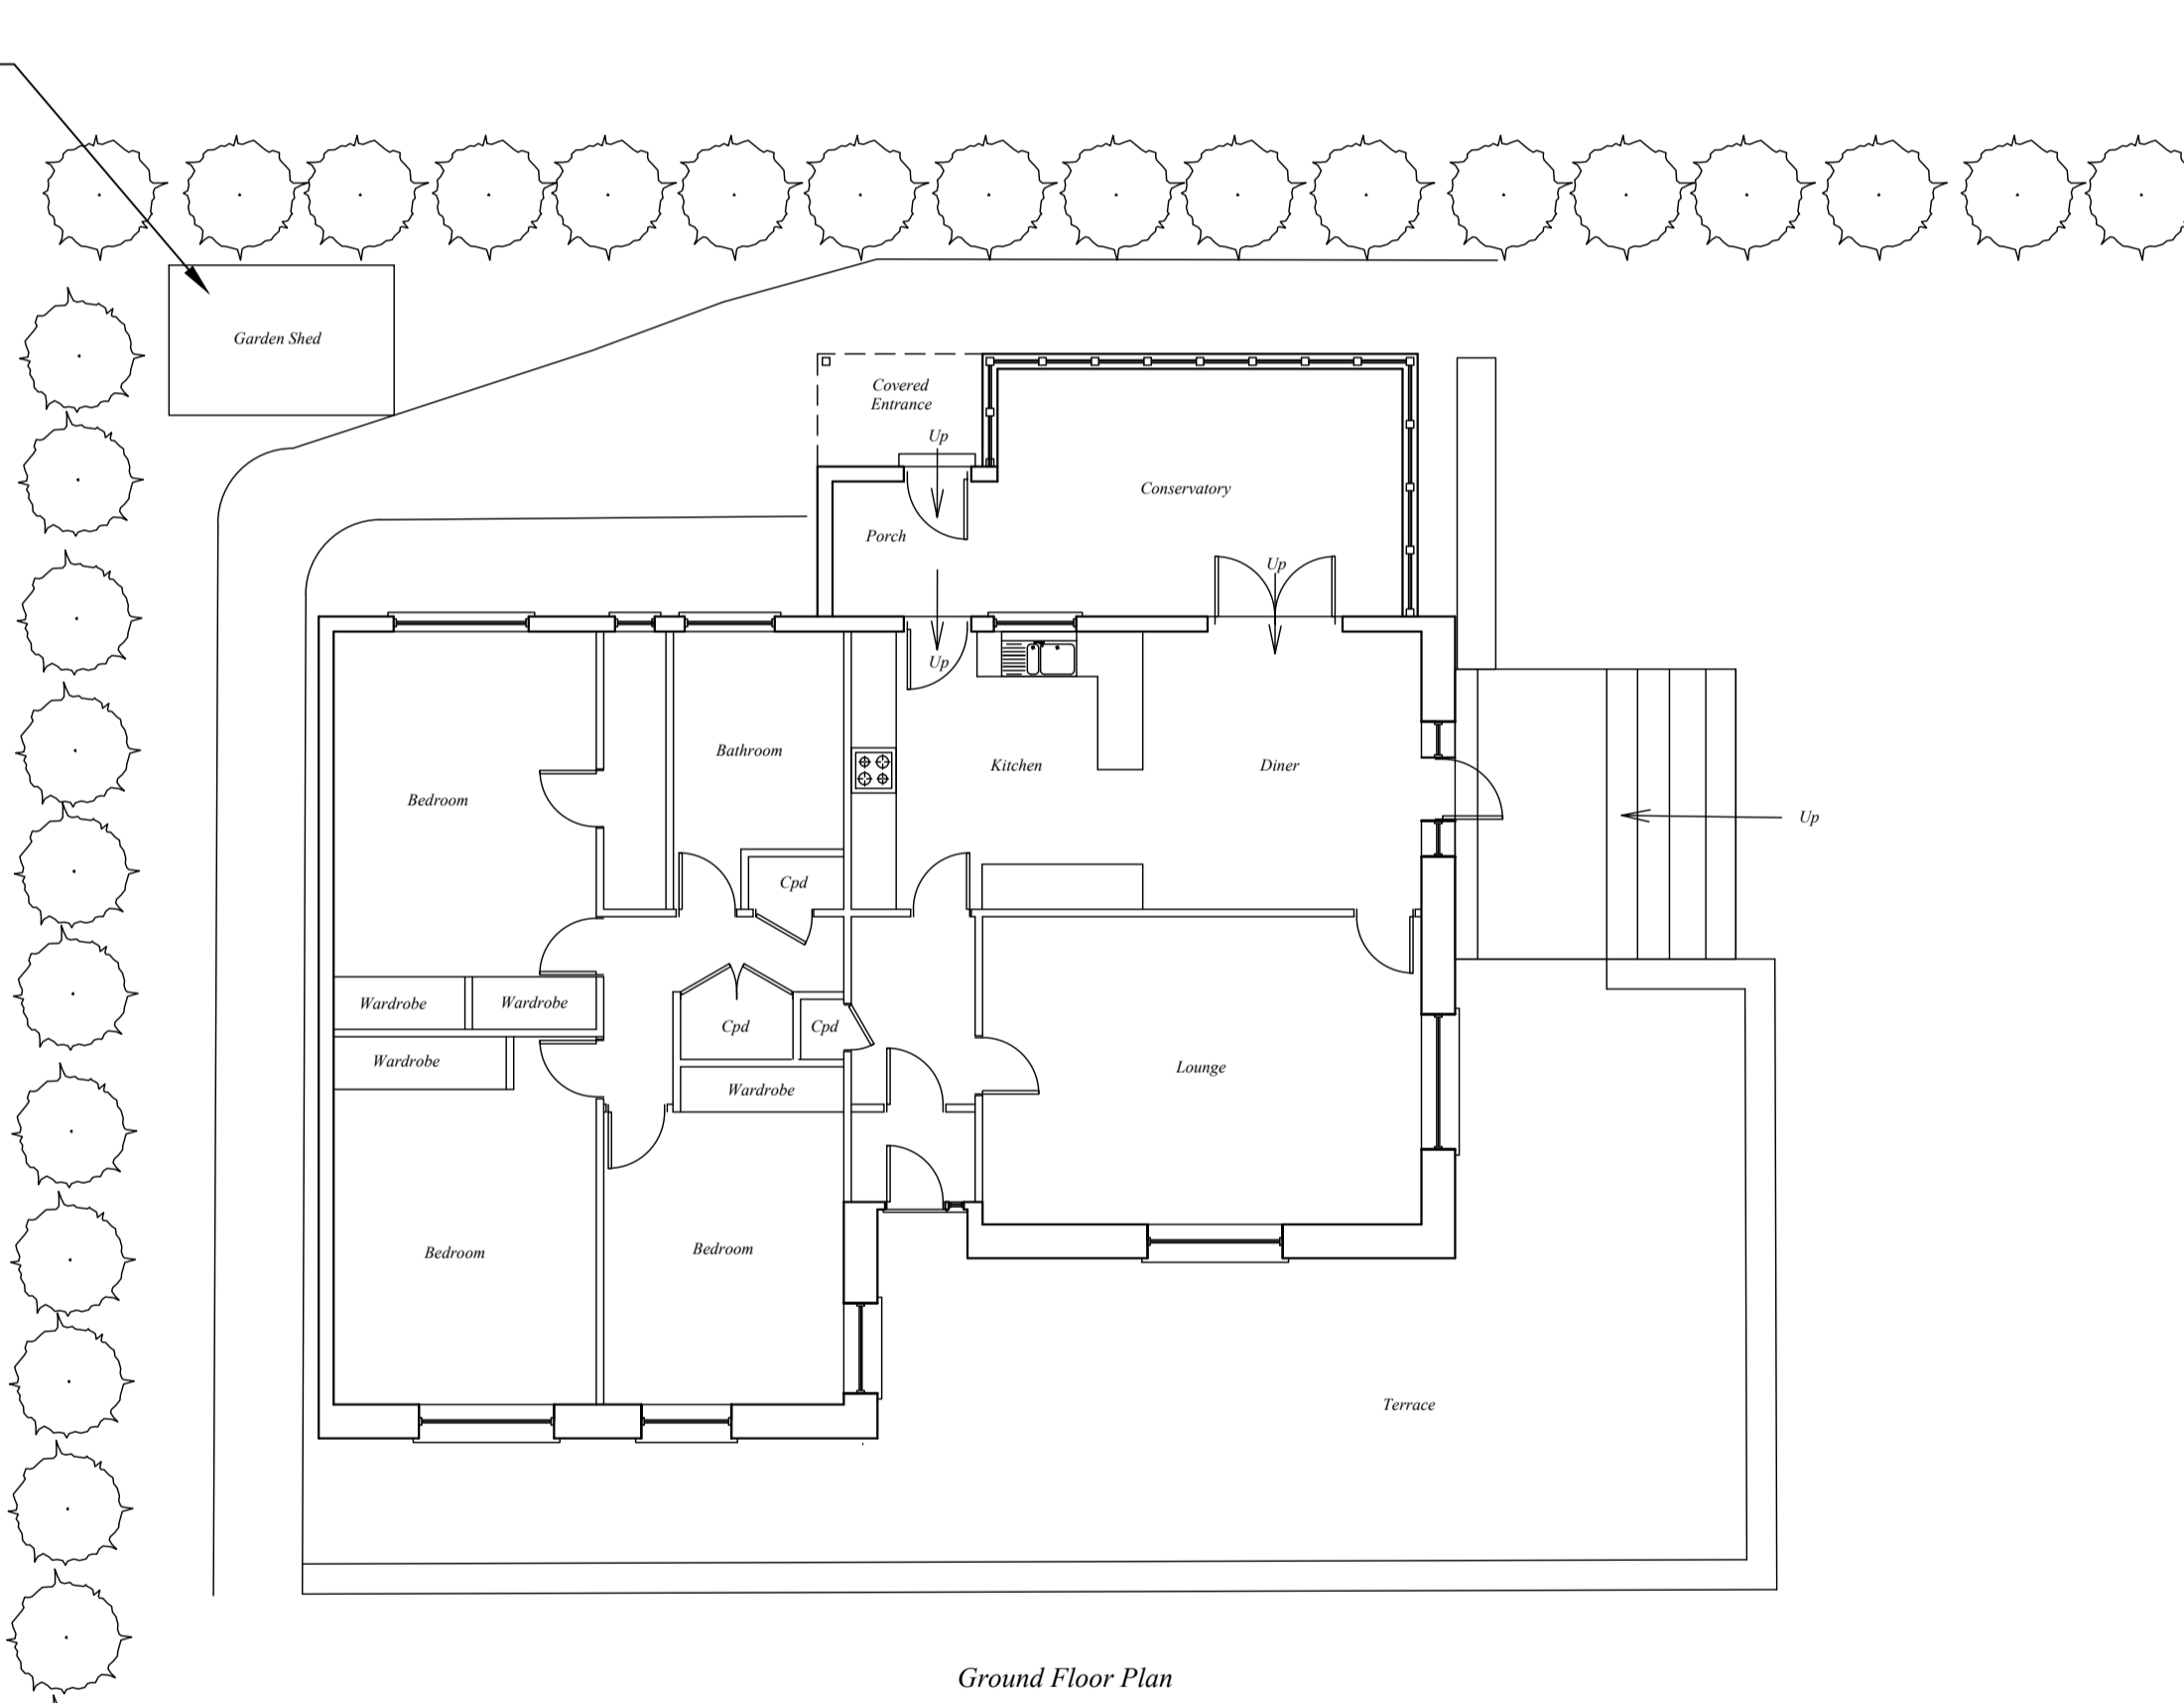 Garden Shed
Covered
Entrance
Up
Conservatory
Porch
Up
Up
Bathroom
Kitchen
Diner
Bedroom
Up
Cpd
Wardrobe
Wardrobe
Cpd
Cpd
Wardrobe
Lounge
Wardrobe
Bedroom
Bedroom
Terrace
Ground Floor Plan